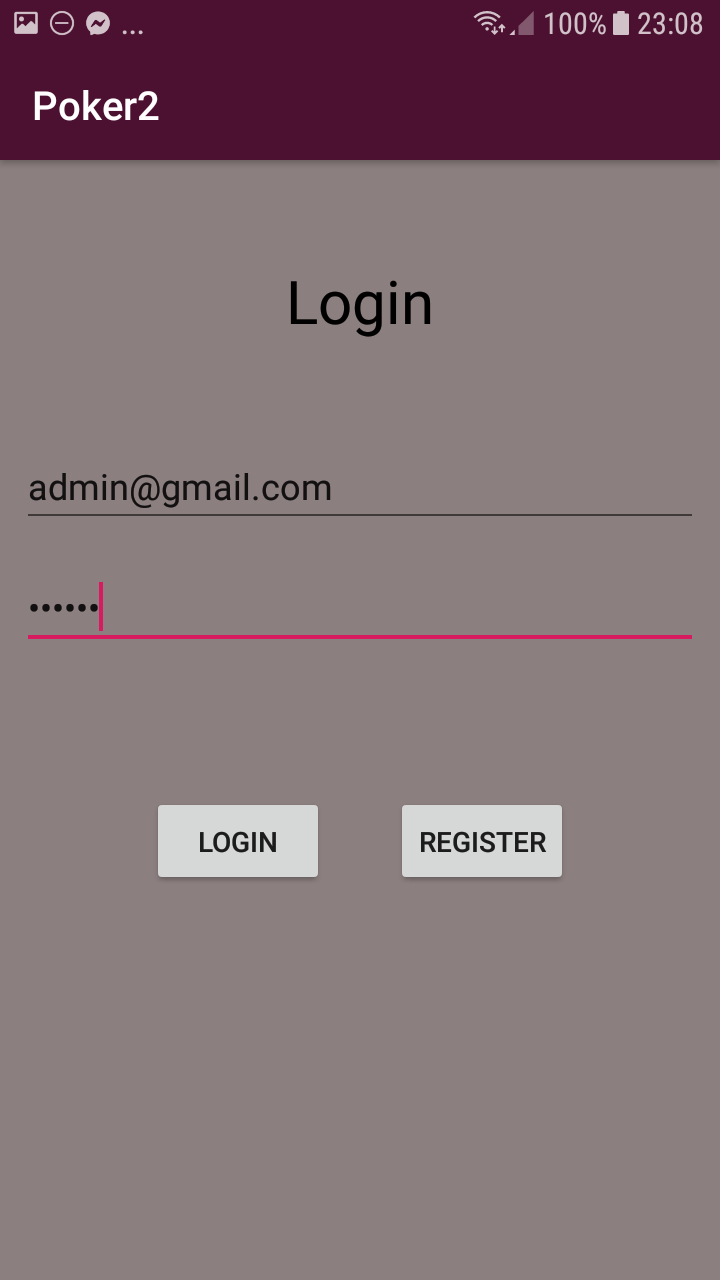 ... 100% 23:08
Poker2
Login
admin@gmail.com
••••••
LOGIN REGISTER